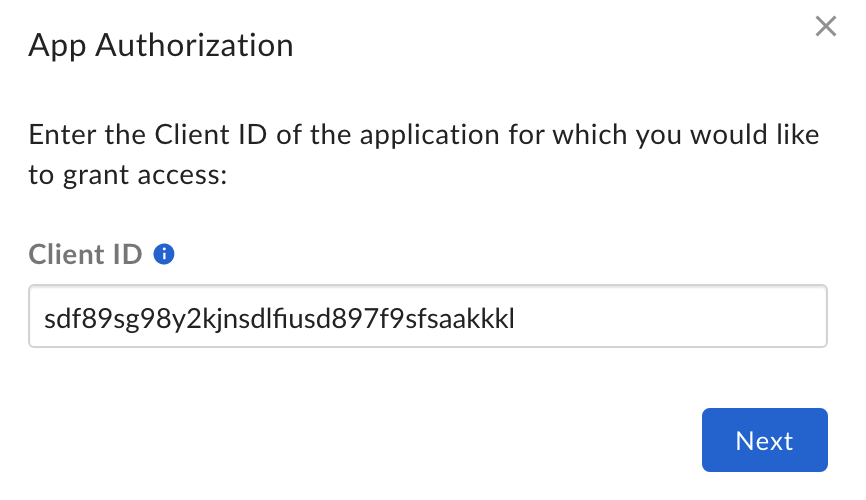 App Authorization
Enter the Client ID of the application for which you would like
to grant access:
Client ID
sdf89sg98y2kjnsdlfiusd897f9sfsaakkkl
Next